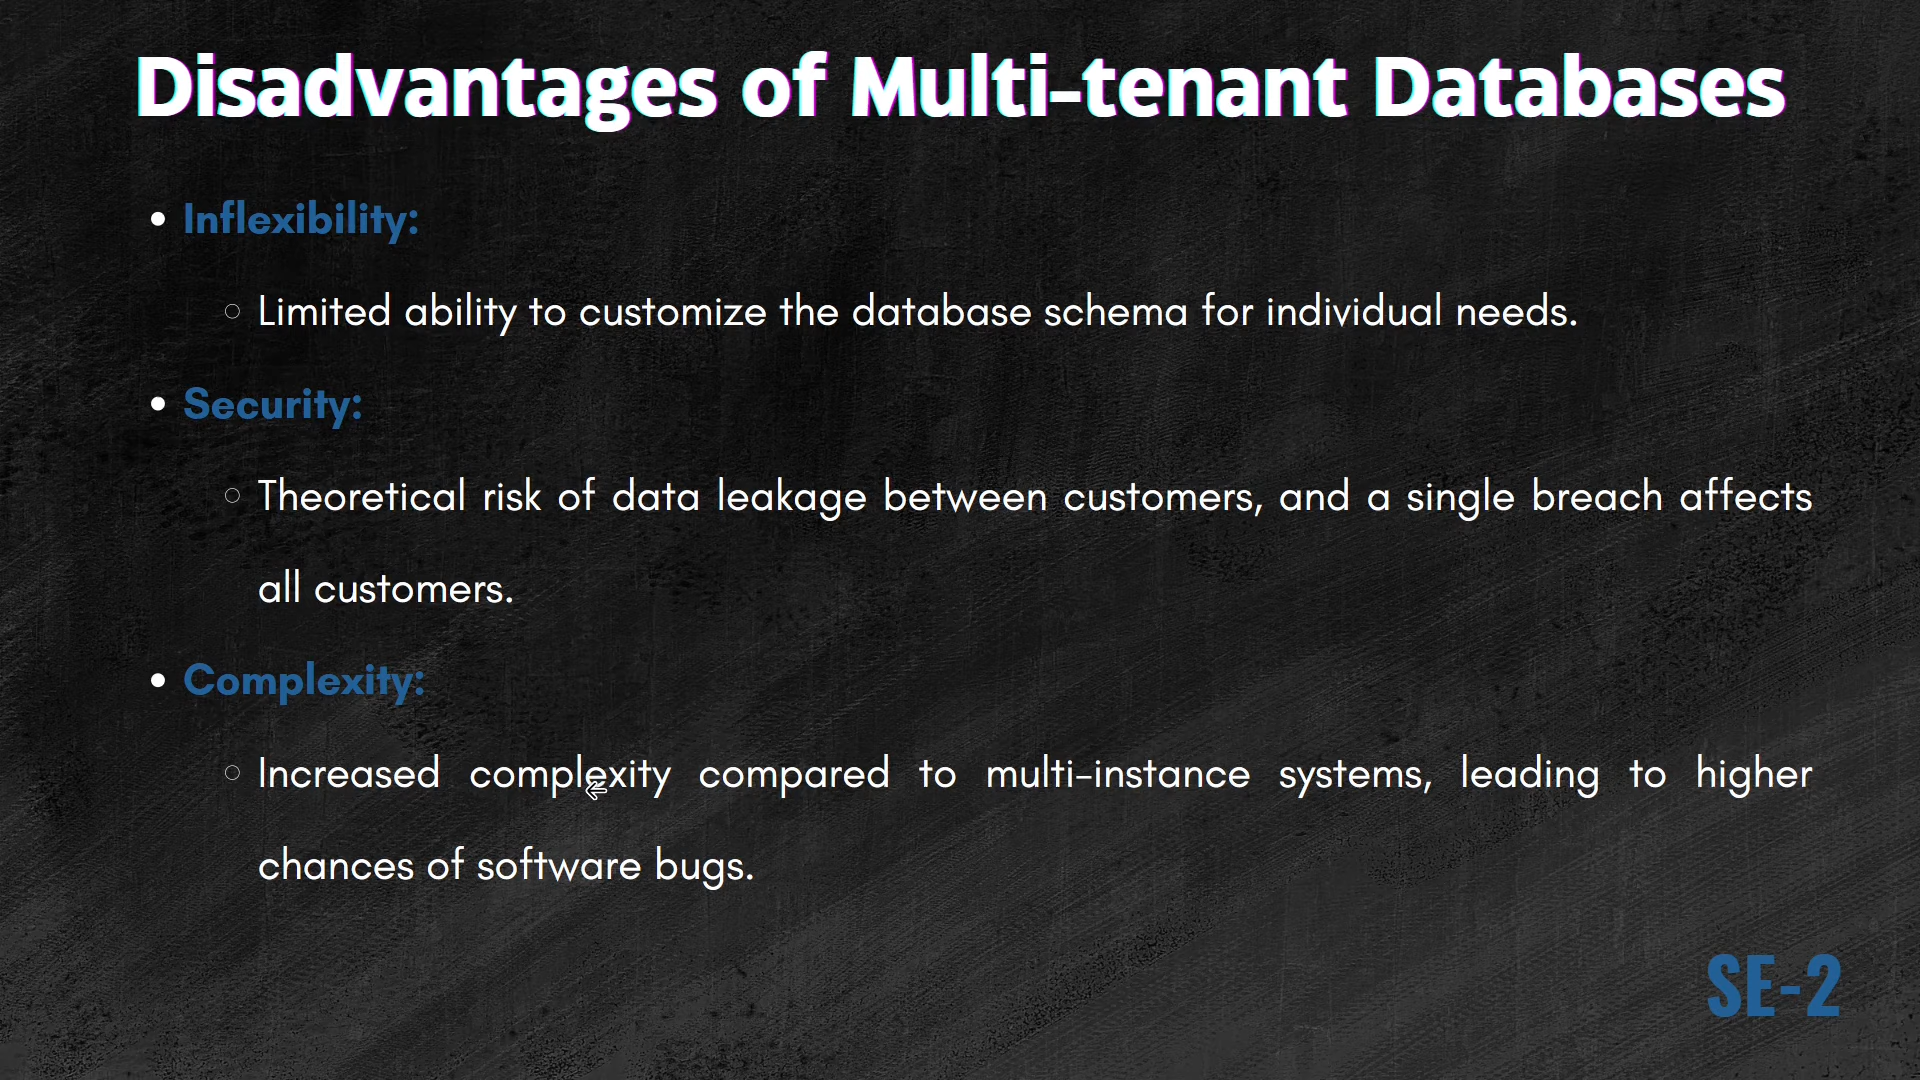 Disadvantages of Multi-tenant Databases
Inflexibility:
Limited ability to customize the database schema for individual needs.
Security:
Theoretical risk of data leakage between customers, and a single breach affects
all customers.
Complexity:
Increased complexity compared to multi-instance systems, leading to higher
chances of software bugs.
SE-2